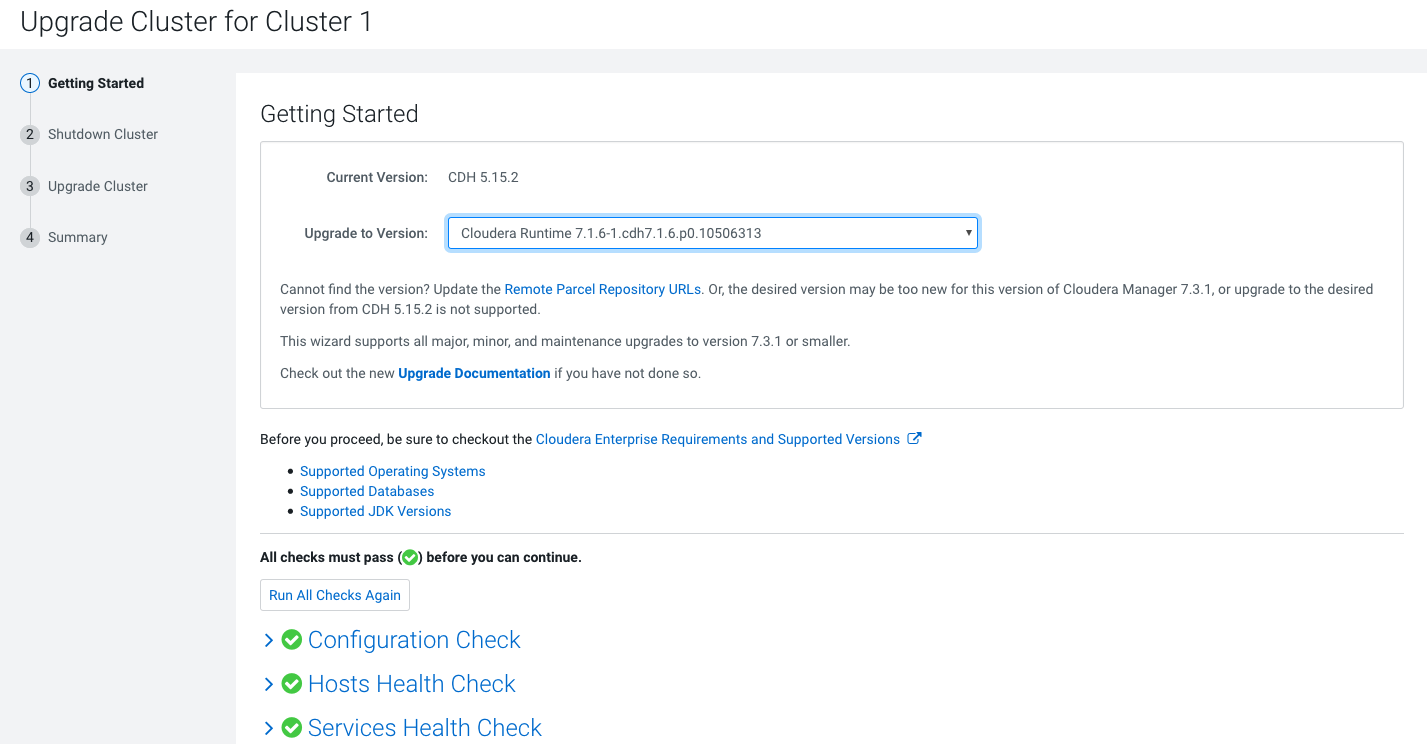 Upgrade Cluster for Cluster 1
1 Getting Started
2 Shutdown Cluster
3 Upgrade Cluster
4 Summary
Getting Started
Current Version: CDH 5.15.2
Upgrade to Version: Cloudera Runtime 7.1.6-1.cdh7.1.6.p0.10506313
Cannot find the version? Update the Remote Parcel Repository URLs. Or, the desired version may be too new for this version of Cloudera Manager 7.3.1, or upgrade to the desired
version from CDH 5.15.2 is not supported.
This wizard supports all major, minor, and maintenance upgrades to version 7.3.1 or smaller.
Check out the new Upgrade Documentation if you have not done so.
Before you proceed, be sure to checkout the Cloudera Enterprise Requirements and Supported Versions
Supported Operating Systems
Supported Databases
Supported JDK Versions
All checks must pass () before you can continue.
Run All Checks Again
Configuration Check
Hosts Health Check
Services Health Check